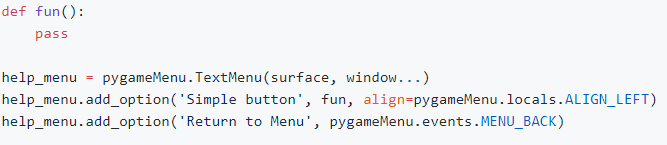 def fun():
    pass
help_menu = pygameMenu.TextMenu(surface, window...)
help_menu.add_option('Simple button', fun, align=pygameMenu.locals.ALIGN_LEFT)
help_menu.add_option('Return to Menu', pygameMenu.events.MENU_BACK)